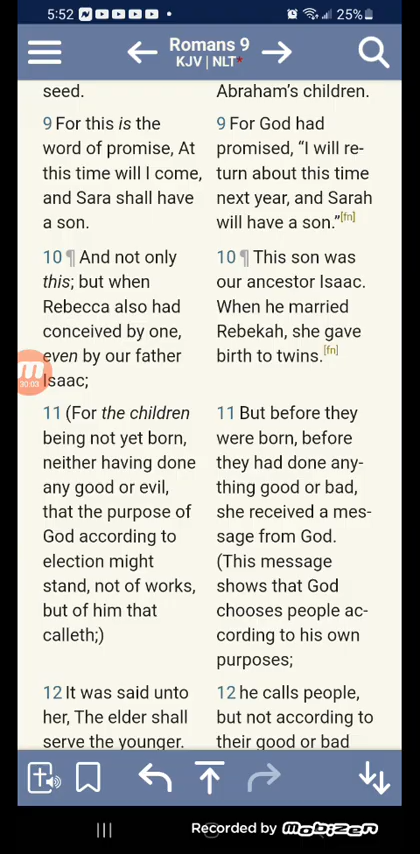 5:52
25%
Romans 9
KJV | NLT*
seed.
9 For this is the
word of promise, At
this time will I come,
and Sara shall have
a son.
10 ¶ And not only
this; but when
Rebecca also had
conceived by one,
even by our father
Isaac;
11 (For the children
being not yet born,
neither having done
any good or evil,
that the purpose of
God according to
election might
stand, not of works,
but of him that
calleth;)
12 It was said unto
her, The elder shall
serve the younger.
Abraham’s children.
9 For God had
promised, “I will re-
turn about this time
next year, and Sarah
will have a son.”[fn]
10 ¶ This son was
our ancestor Isaac.
When he married
Rebekah, she gave
birth to twins.[fn]
11 But before they
were born, before
they had done any-
thing good or bad,
she received a mes-
sage from God.
(This message
shows that God
chooses people ac-
cording to his own
purposes;
12 he calls people,
but not according to
their good or bad
30:03
Recorded by Mobizen